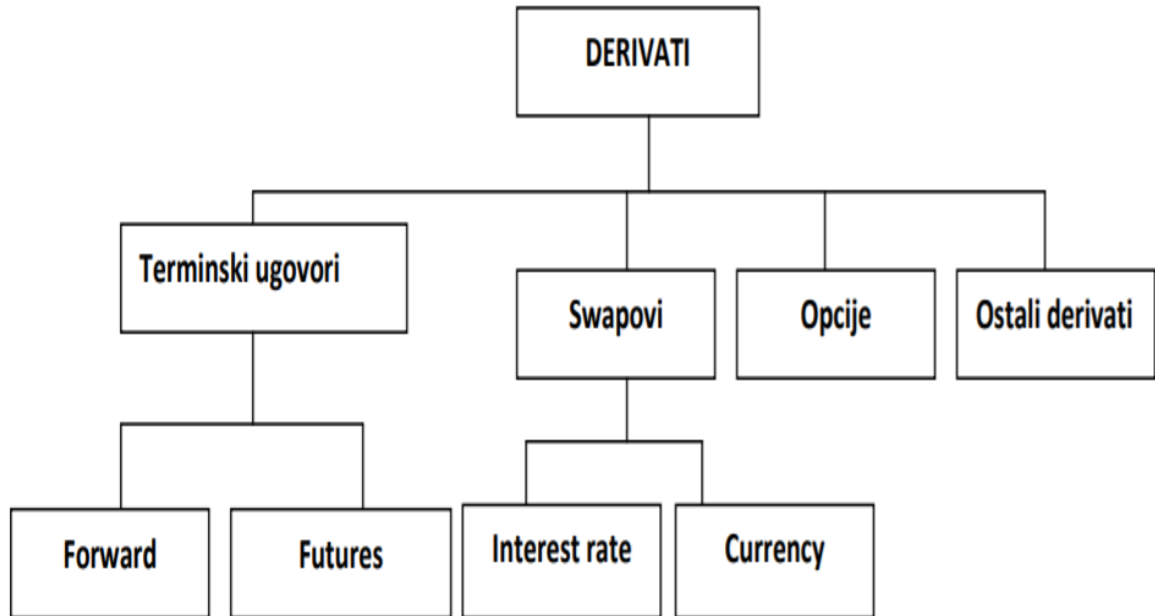 DERIVATI
Terminski ugovori
Swapovi
Opcije
Ostali derivati
Forward
Futures
Interest rate
Currency